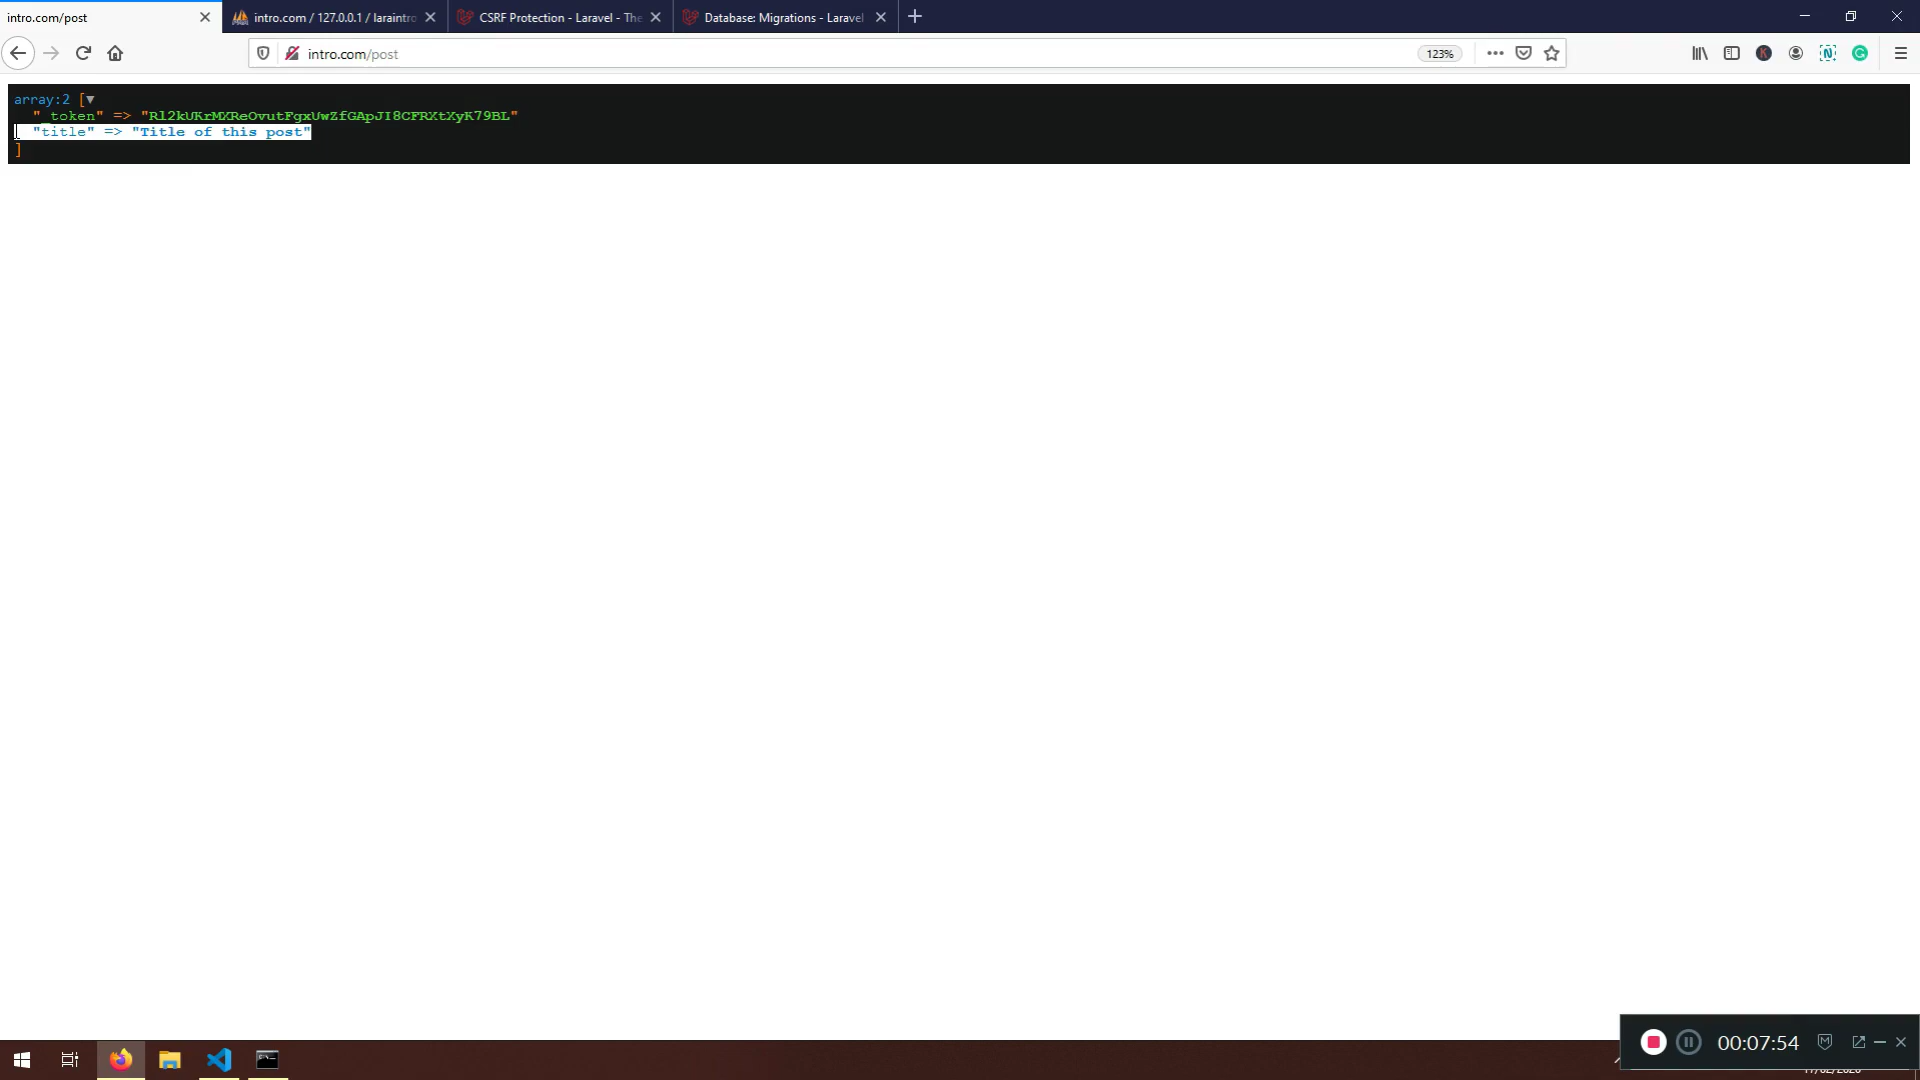 intro.com/post
intro.com / 127.0.0.1 / laraintro
CSRF Protection - Laravel - The
Database: Migrations - Laravel
intro.com/post
123%
array:2 [▼
"_token" => "Rl2kUKrMXReOvutFgxUwZfGApJI8CFRXtXyK79BL"
"title" => "Title of this post"
]
00:07:54